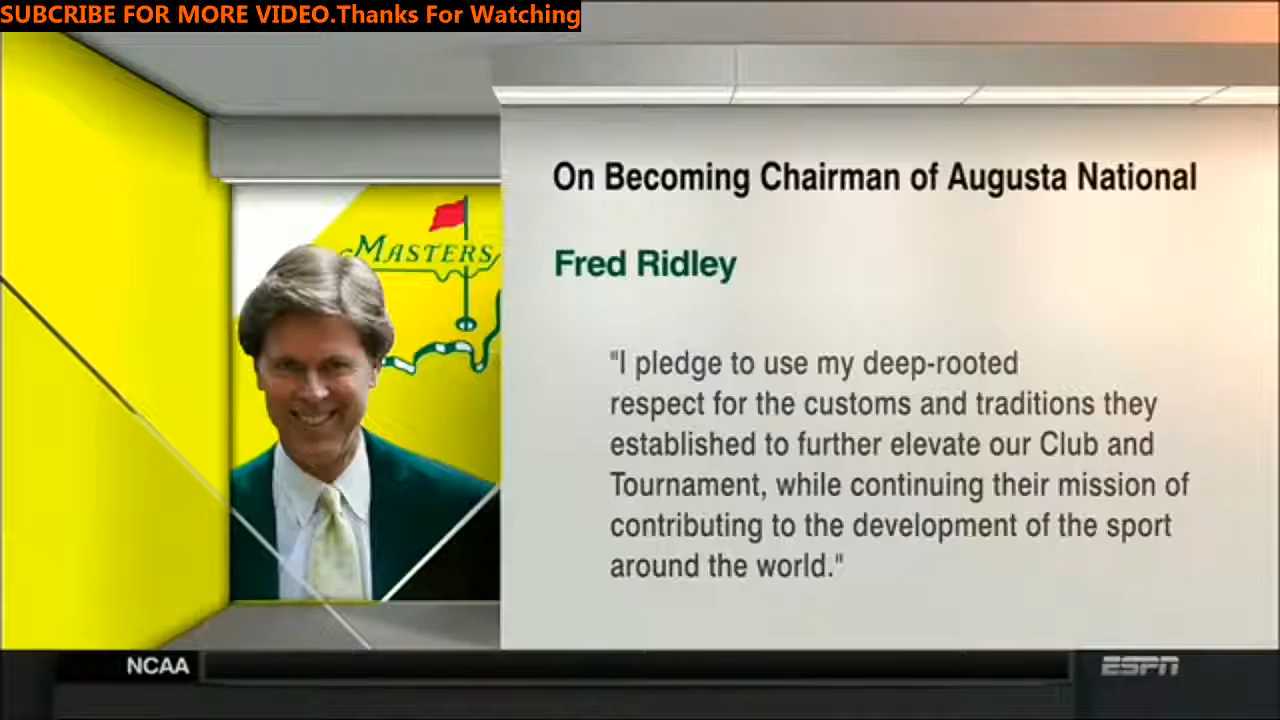 SUBCRIBE FOR MORE VIDEO.Thanks For Watching
On Becoming Chairman of Augusta National
MASTERS
Fred Ridley
"I pledge to use my deep-rooted
respect for the customs and traditions they
established to further elevate our Club and
Tournament, while continuing their mission of
contributing to the development of the sport
around the world."
NCAA
ESPN